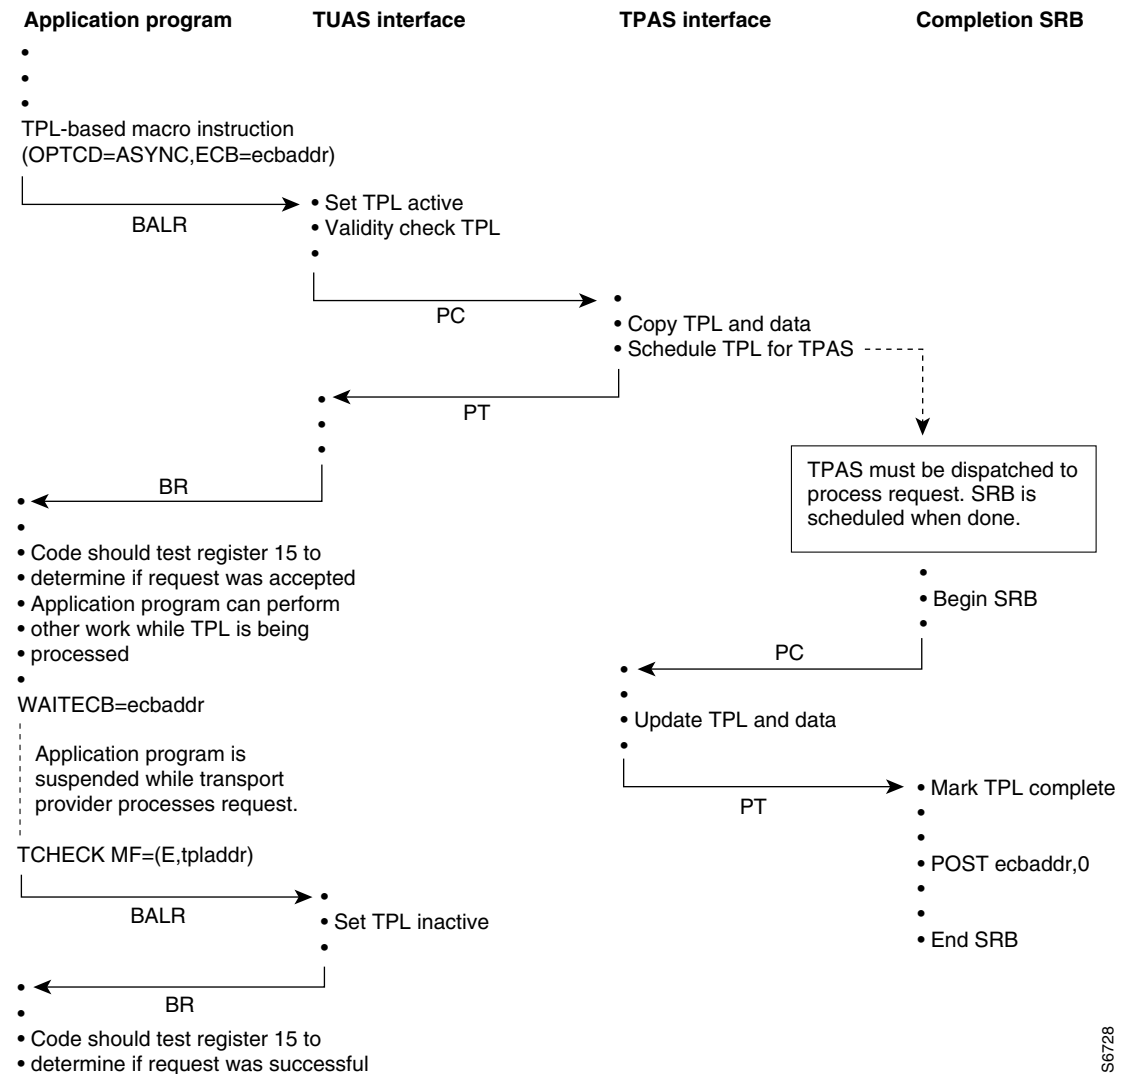 Application program
TUAS interface
TPAS interface
Completion SRB
•
•
•
TPL-based macro instruction
(OPTCD=ASYNC,ECB=ecbaddr)
BALR
• Set TPL active
• Validity check TPL
•
PC
•
• Copy TPL and data
• Schedule TPL for TPAS
PT
•
•
•
TPAS must be dispatched to
process request. SRB is
scheduled when done.
BR
•
•
• Code should test register 15 to
• determine if request was accepted
• Application program can perform
• other work while TPL is being
• processed
•
•
• Begin SRB
•
PC
•
•
• Update TPL and data
•
WAITECB=ecbaddr
Application program is
suspended while transport
provider processes request.
PT
• Mark TPL complete
•
•
• POST ecbaddr,0
•
•
• End SRB
TCHECK MF=(E,tpladdr)
BALR
•
• Set TPL inactive
•
BR
•
•
• Code should test register 15 to
• determine if request was successful
S6728